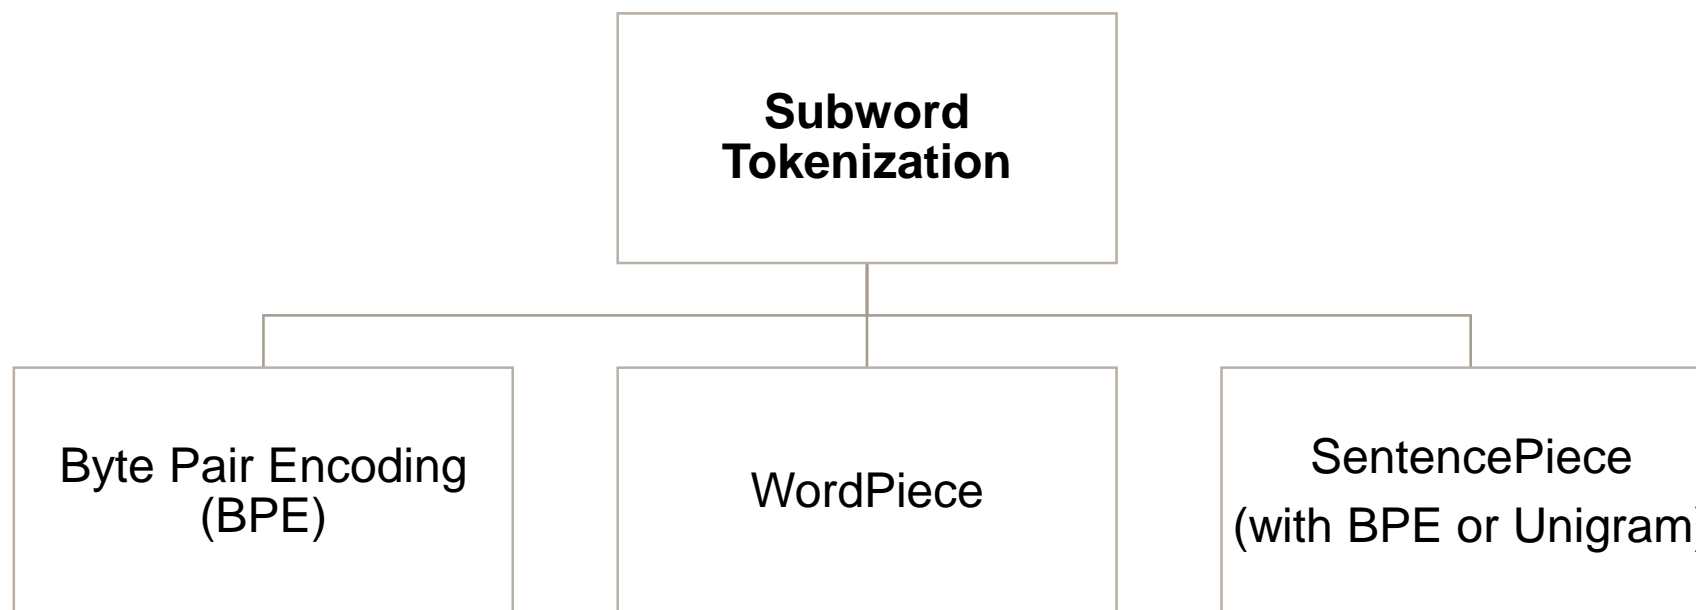 Subword
Tokenization
Byte Pair Encoding
(BPE)
WordPiece
SentencePiece
(with BPE or Unigram)